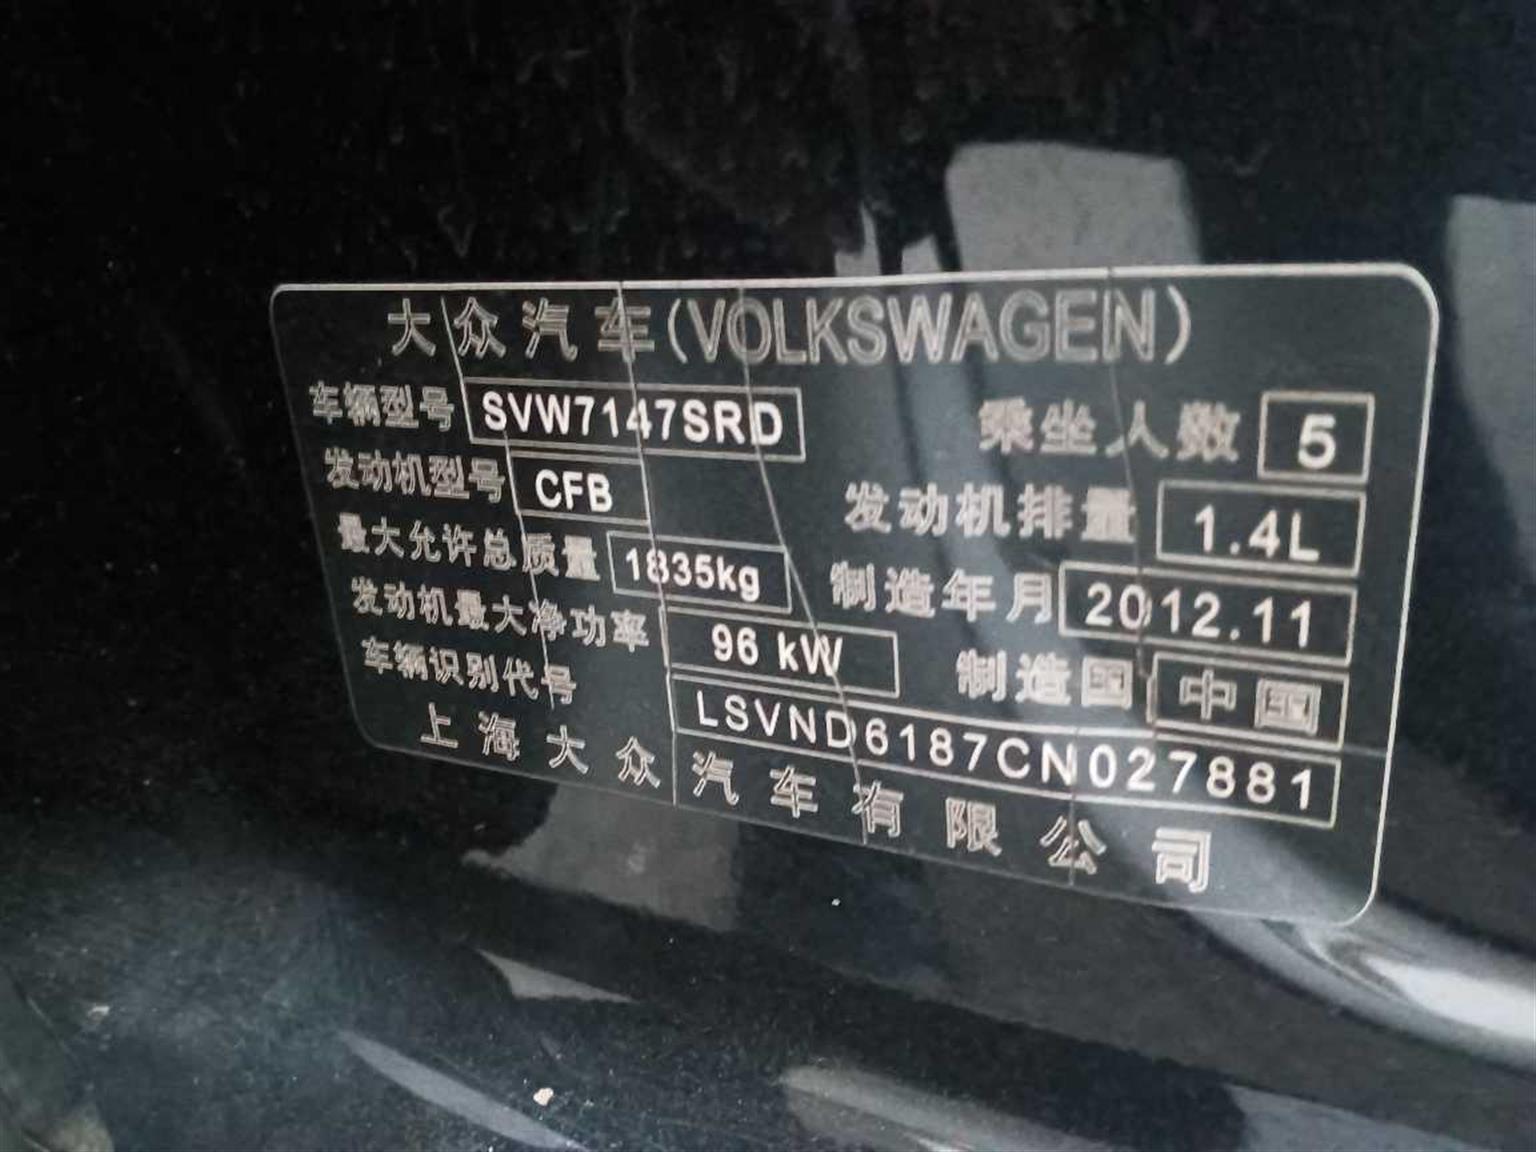 大众汽车(VOLKSWAGEN)
车辆型号 SVW7147SRD 乘坐人数 5
发动机型号 CFB 发动机排量 1.4L
最大允许总质量 1835kg 制造年月 2012.11
发动机最大净功率 96 kW 制造国 中国
车辆识别代号 LSVND6187CN027881
上海大众汽车有限公司